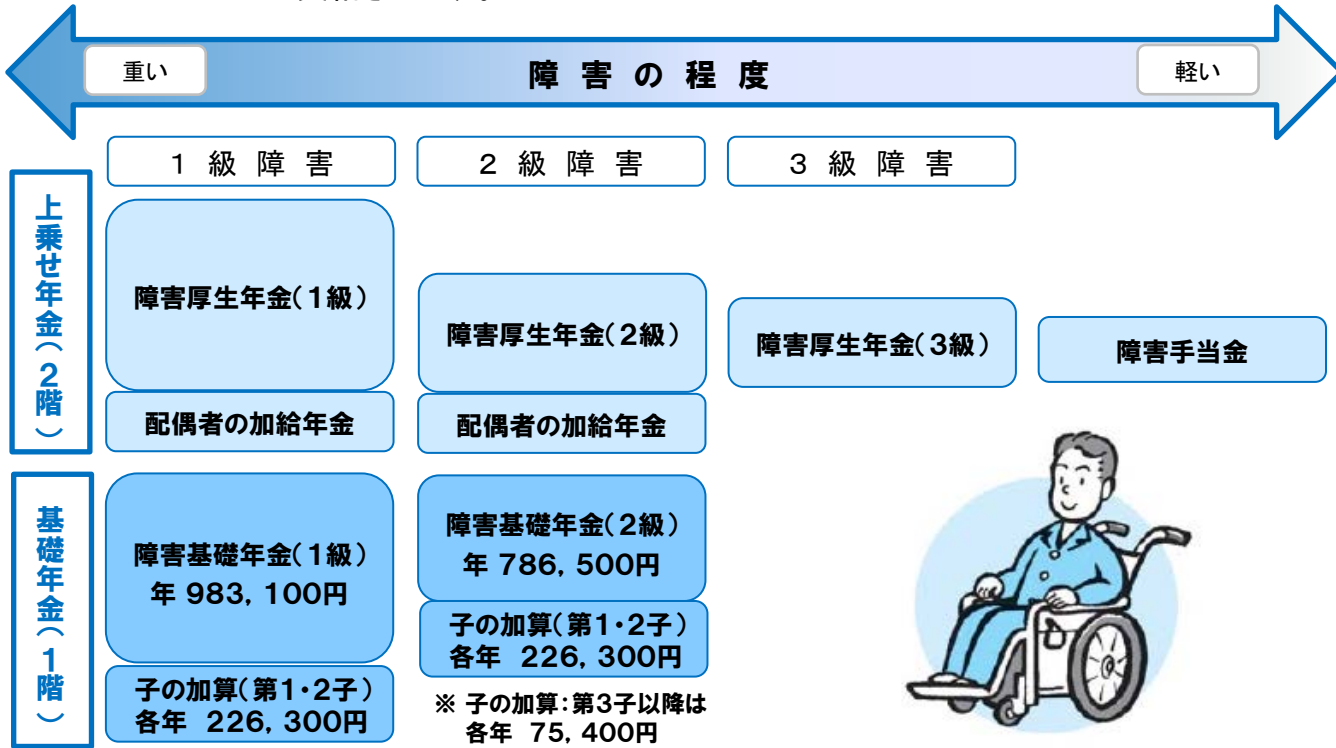 重い
障害の程度
軽い
1級障害
2級障害
3級障害
上乗せ年金(2階)
障害厚生年金(1級)
障害厚生年金(2級)
障害厚生年金(3級)
障害手当金
配偶者の加給年金
配偶者の加給年金
基礎年金(1階)
障害基礎年金(1級)
年 983,100円
障害基礎年金(2級)
年 786,500円
子の加算(第1・2子)
各年 226,300円
子の加算(第1・2子)
各年 226,300円
※ 子の加算:第3子以降は
各年 75,400円